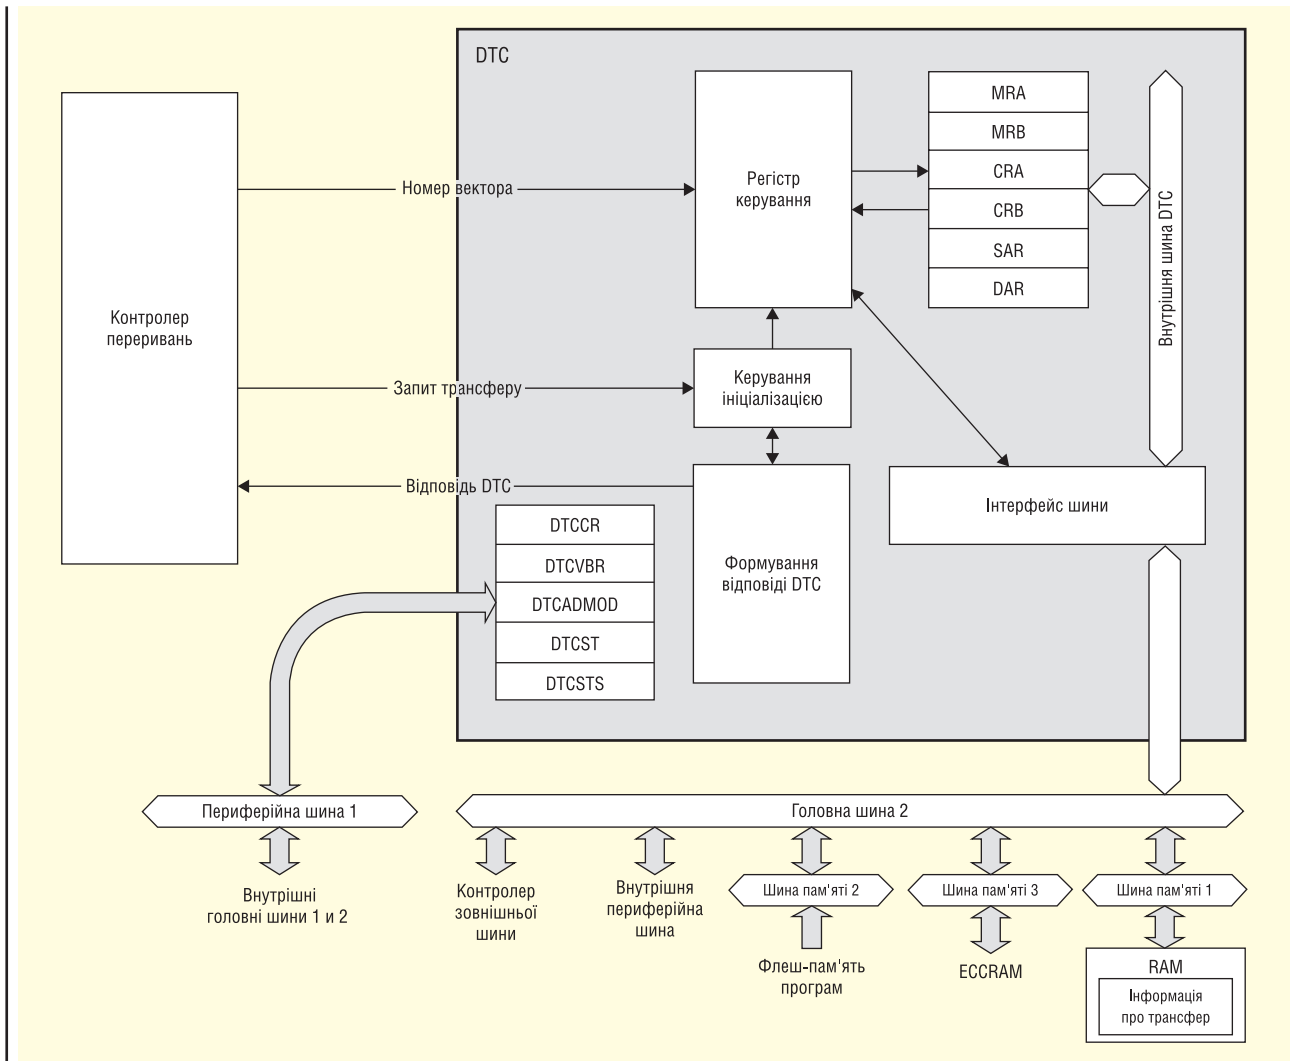 DTC
MRA
MRB
CRA
CRB
SAR
DAR
Регістр
керування
Номер вектора
Внутрішня шина DTC
Контролер
переривань
Керування
ініціалізацією
Запит трансферу
Відповідь DTC
Інтерфейс шини
DTCCR
DTCVBR
DTCADMOD
DTCST
DTCSTS
Формування
відповіді DTC
Периферійна шина 1
Головна шина 2
Внутрішні
головні шини 1 и 2
Контролер
зовнішньої
шини
Внутрішня
периферійна
шина
Шина пам'яті 2
Шина пам'яті 3
Шина пам'яті 1
Флеш-пам'ять
програм
ECCRAM
RAM
Інформація
про трансфер